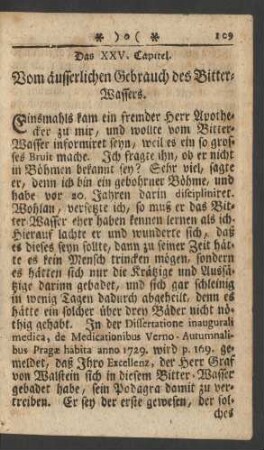 * )o( * 109
Das XXV. Capitel.
Vom äusserlichen Gebrauch des Bitter-
Wassers.
Einsmahls kam ein fremder Herr Apothe-
cker zu mir, und wollte vom Bitter-
Wasser informiret seyn, weil es ein so gros-
ses Bruit mache. Ich fragte ihn, ob er nicht
in Böhmen bekannt sey? Sehr viel, sagte
er, denn ich bin ein gebohrner Böhme, und
habe vor 20. Jahren darin disciplinirt.
Wohlan, versetzte ich, so muß er das Bit-
ter-Wasser eher haben kennen lernen als ich.
Hierauf lachte er und wunderte sich, daß
es dieses seyn sollte, dann zu seiner Zeit hät-
te es kein Mensch trincken mögen, sondern
es hätten sich nur die Krätzige und Aussä-
tzige darinn gebadet, und sich gar schleinig
in wenig Tagen dadurch abgeheilt, denn es
hätte ein solcher über drey Bäder nicht nö-
thig gehabt. In der Dissertatione inaugurali
medica, de Medicationibus Verno-Autumnali-
bus Pragæ habita anno 1729. wird p. 169. ge-
meldet, daß Ihro Excellenz, der Herr Graf
von Walstein sich in diesem Bitter-Wasser
gebadet habe, sein Podagra damit zu ver-
treiben. Er sey der erste gewesen, der sol-
ches